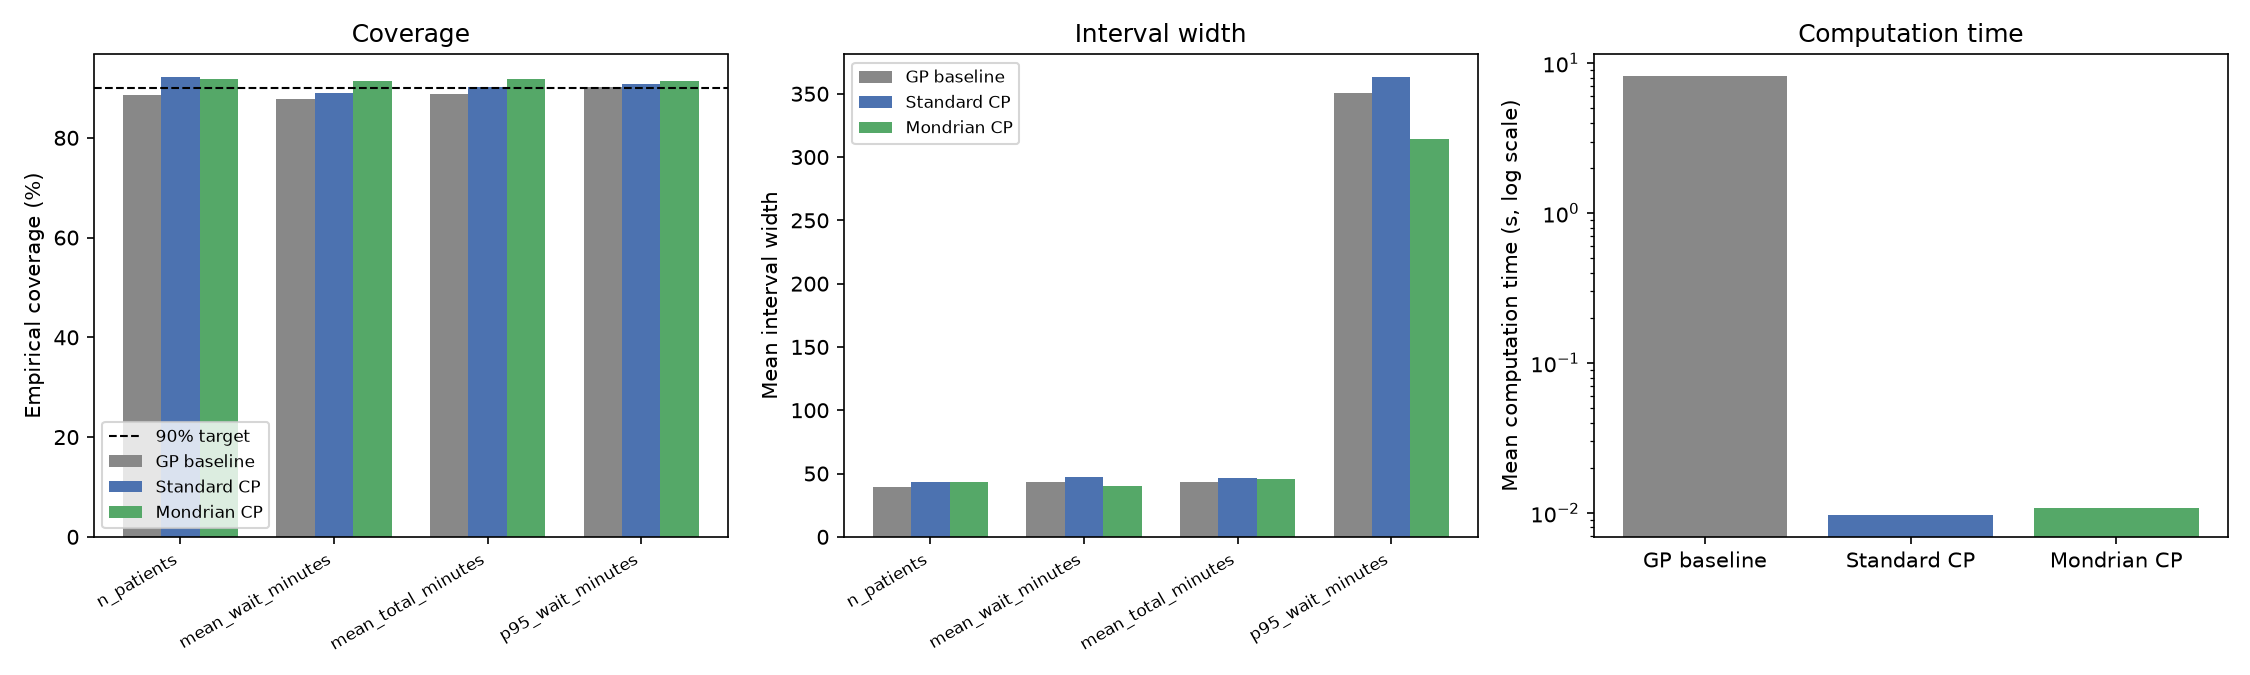 Coverage
Empirical coverage (%)
80
60
40
20
0
90% target
GP baseline
Standard CP
Mondrian CP
n_patients
mean_wait_minutes
mean_total_minutes
p95_wait_minutes
Interval width
Mean interval width
350
300
250
200
150
100
50
0
GP baseline
Standard CP
Mondrian CP
n_patients
mean_wait_minutes
mean_total_minutes
p95_wait_minutes
Computation time
Mean computation time (s, log scale)
10¹
10⁰
10⁻¹
10⁻²
GP baseline
Standard CP
Mondrian CP